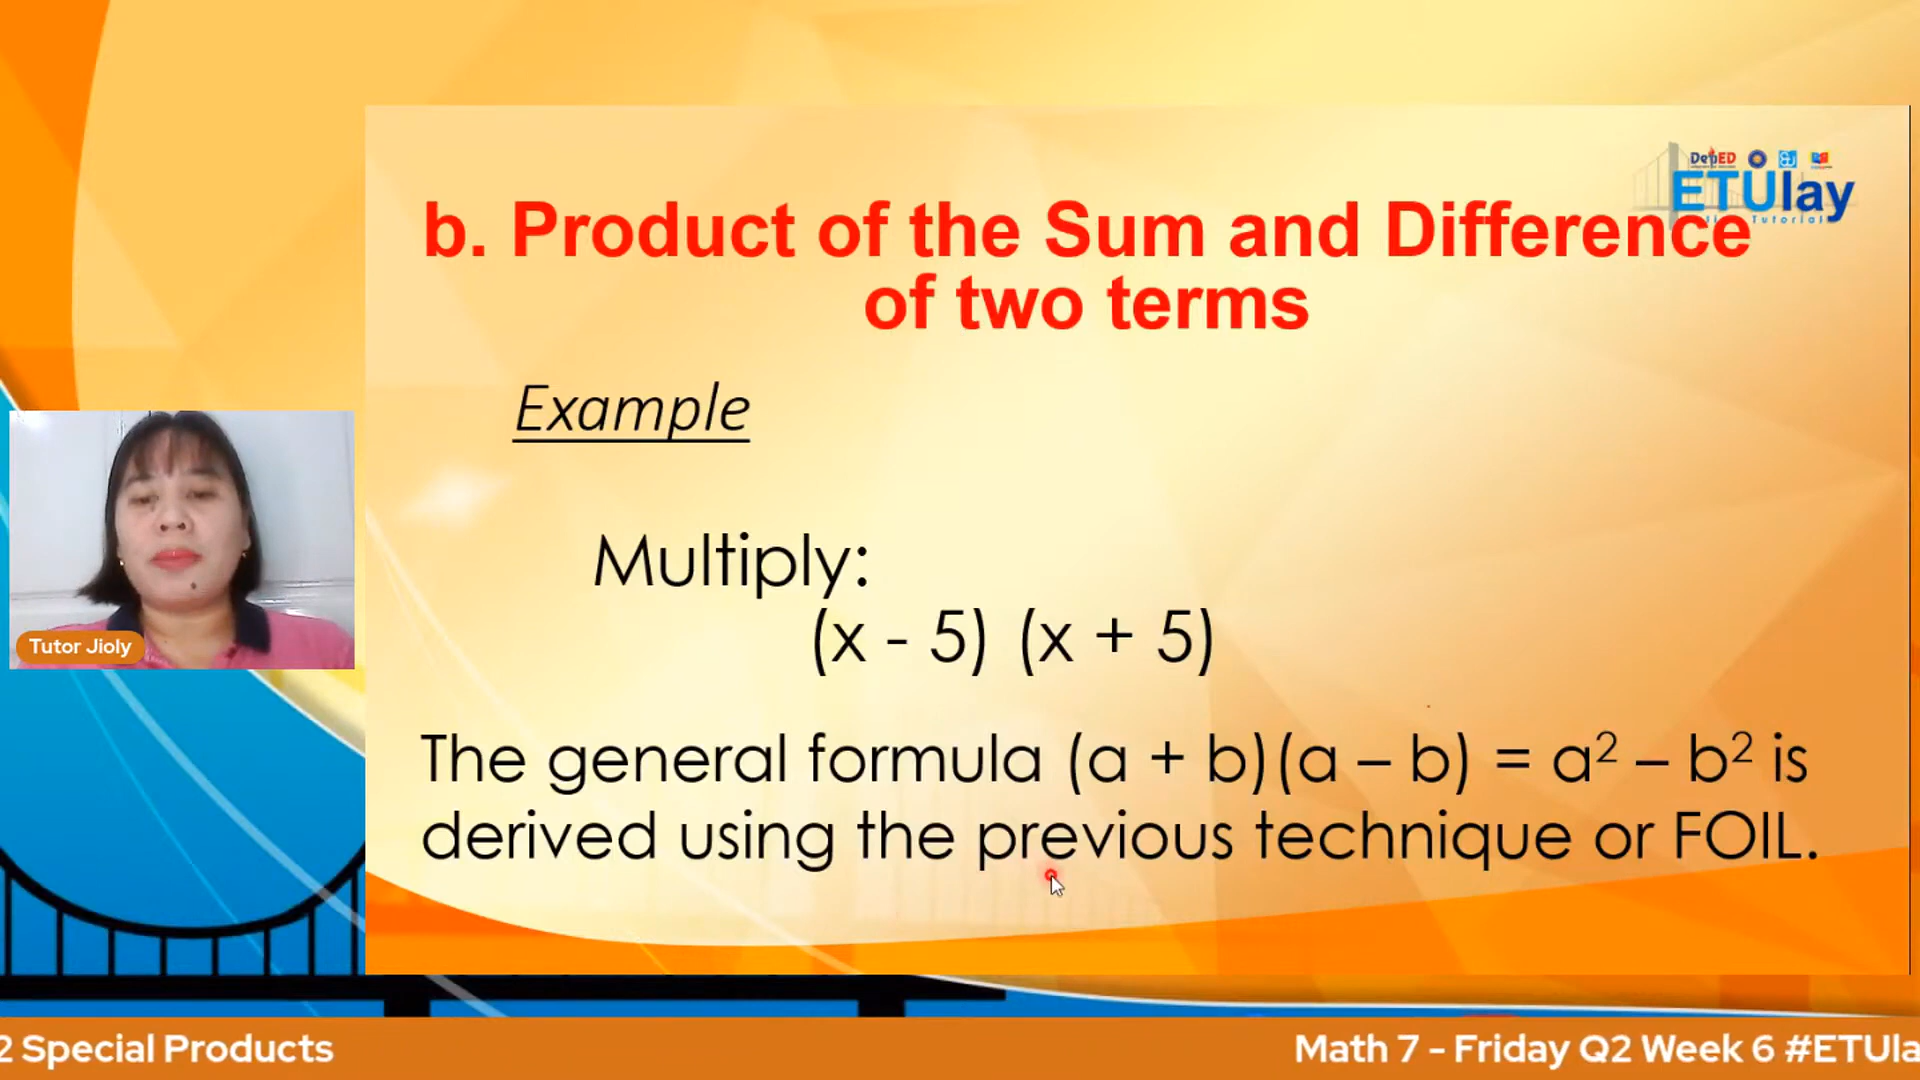 DepED
ETUlay
Tutorial
b. Product of the Sum and Difference
of two terms
Example
Multiply:
(x - 5) (x + 5)
The general formula (a + b)(a – b) = a² – b² is
derived using the previous technique or FOIL.
Tutor Jioly
2 Special Products
Math 7 - Friday Q2 Week 6 #ETUla